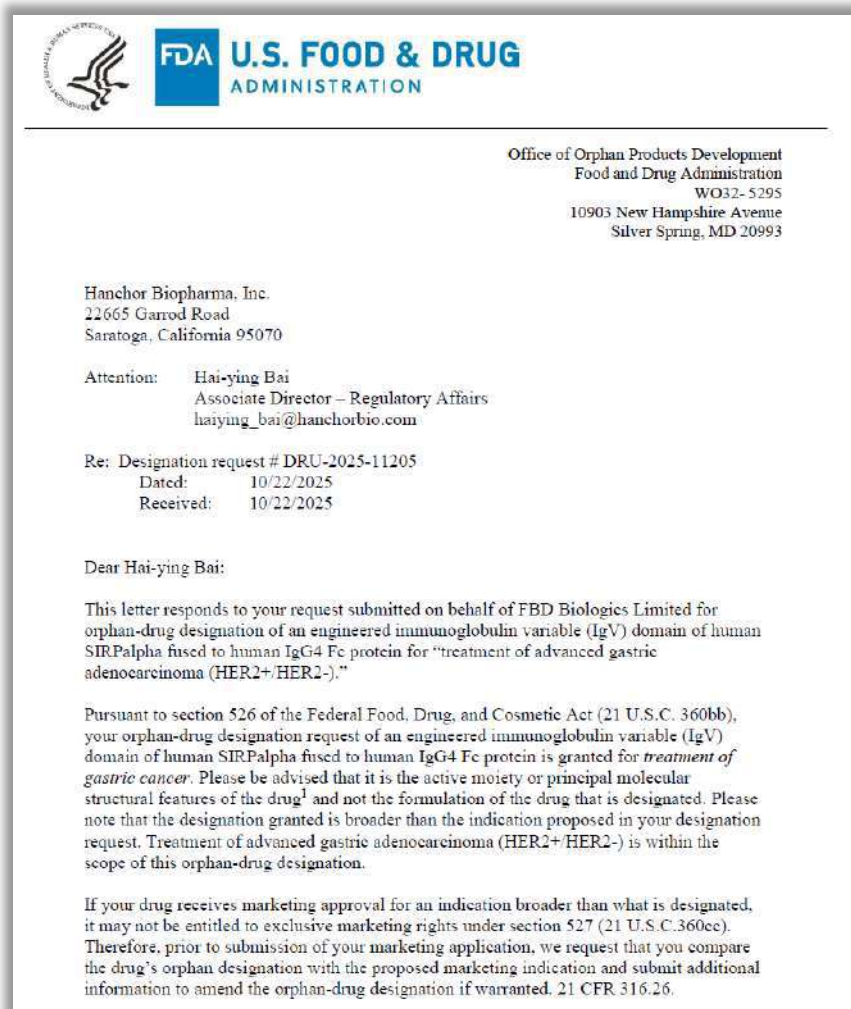 FDA U.S. FOOD & DRUG
ADMINISTRATION
Office of Orphan Products Development
Food and Drug Administration
WO32- 5295
10903 New Hampshire Avenue
Silver Spring, MD 20993
Hanchor Biopharma, Inc.
22665 Garrod Road
Saratoga, California 95070
Attention: Hai-ying Bai
Associate Director – Regulatory Affairs
haiying_bai@hanchorbio.com
Re: Designation request # DRU-2025-11205
Dated: 10/22/2025
Received: 10/22/2025
Dear Hai-ying Bai:
This letter responds to your request submitted on behalf of FBD Biologics Limited for
orphan-drug designation of an engineered immunoglobulin variable (IgV) domain of human
SIRPalpha fused to human IgG4 Fc protein for “treatment of advanced gastric
adenocarcinoma (HER2+/HER2-).”
Pursuant to section 526 of the Federal Food, Drug, and Cosmetic Act (21 U.S.C. 360bb),
your orphan-drug designation request of an engineered immunoglobulin variable (IgV)
domain of human SIRPalpha fused to human IgG4 Fc protein is granted for treatment of
gastric cancer. Please be advised that it is the active moiety or principal molecular
structural features of the drug1 and not the formulation of the drug that is designated. Please
note that the designation granted is broader than the indication proposed in your designation
request. Treatment of advanced gastric adenocarcinoma (HER2+/HER2-) is within the
scope of this orphan-drug designation.
If your drug receives marketing approval for an indication broader than what is designated,
it may not be entitled to exclusive marketing rights under section 527 (21 U.S.C.360cc).
Therefore, prior to submission of your marketing application, we request that you compare
the drug’s orphan designation with the proposed marketing indication and submit additional
information to amend the orphan-drug designation if warranted. 21 CFR 316.26.